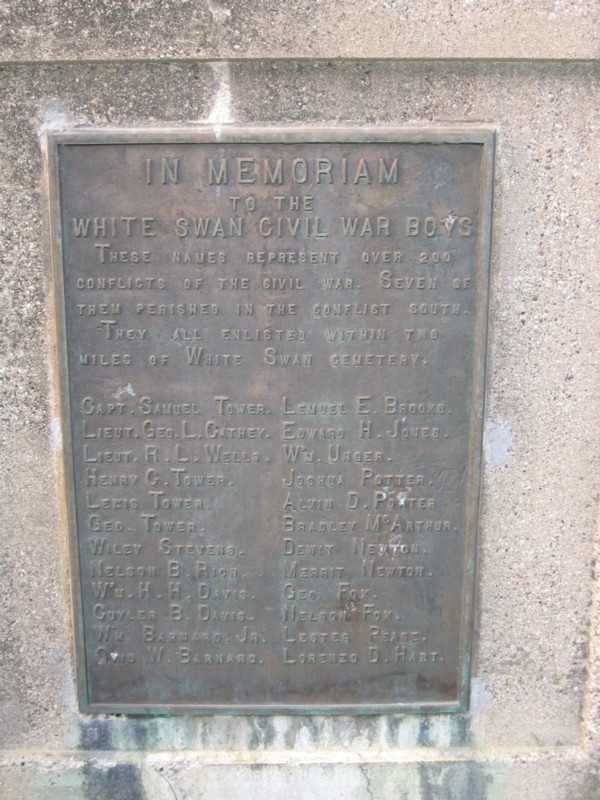 IN MEMORIAM
TO THE
WHITE SWAN CIVIL WAR BOYS
THESE NAMES REPRESENT OVER 200
CONFLICTS OF THE CIVIL WAR. SEVEN OF
THEM PERISHED IN THE CONFLICT SOUTH.
THEY ALL ENLISTED WITHIN TWO
MILES OF WHITE SWAN CEMETERY.
CAPT. SAMUEL TOWER. LEMUEL E. BROOKS.
LIEUT. GEO. L. CATHEY. EDWARD H. JONES.
LIEUT. R. L. WELLS. WM. UNGER.
HENRY C. TOWER. JOSHUA POTTER.
LEWIS TOWER. ALVIN D. PORTER
GEO. TOWER. BRADLEY MCARTHUR.
WILEY STEVENS. DEWIT NEWTON.
NELSON B. RICH. MERRIT NEWTON.
WM. H. H. DAVIS. GEO. FOX.
CUYLER B. DAVIS. NELSON FOX.
WM. BARNARD. JR. LESTER PEASE.
W. BARNARD. LORENZO D. HART.